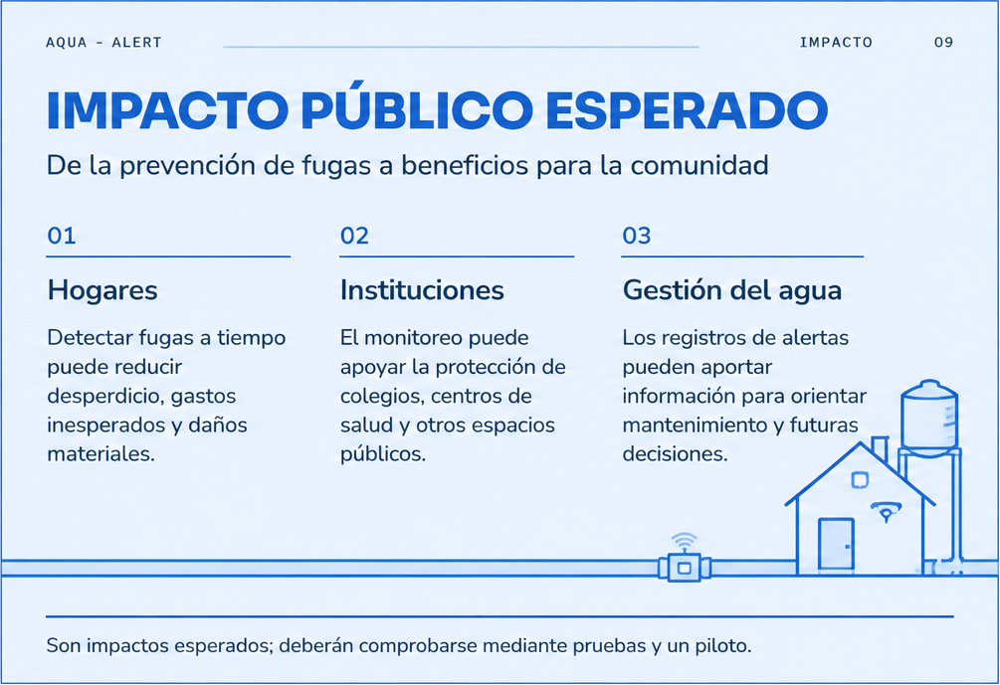 AQUA - ALERT
IMPACTO
09
IMPACTO PÚBLICO ESPERADO
De la prevención de fugas a beneficios para la comunidad
01
Hogares
Detectar fugas a tiempo
puede reducir
desperdicio, gastos
inesperados y daños
materiales.
02
Instituciones
El monitoreo puede
apoyar la protección de
colegios, centros de
salud y otros espacios
públicos.
03
Gestión del agua
Los registros de alertas
pueden aportar
información para orientar
mantenimiento y futuras
decisiones.
Son impactos esperados; deberán comprobarse mediante pruebas y un piloto.